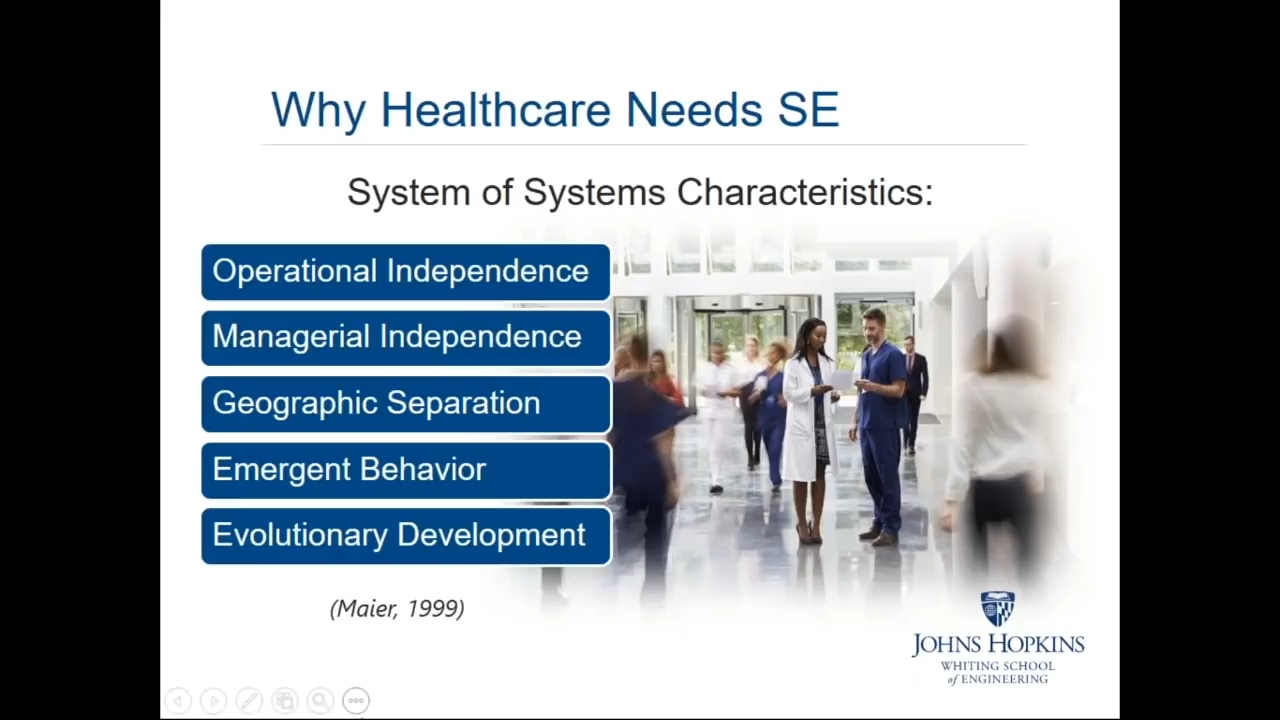 Why Healthcare Needs SE
System of Systems Characteristics:
Operational Independence
Managerial Independence
Geographic Separation
Emergent Behavior
Evolutionary Development
(Maier, 1999)
JOHNS HOPKINS
WHITING SCHOOL
of ENGINEERING